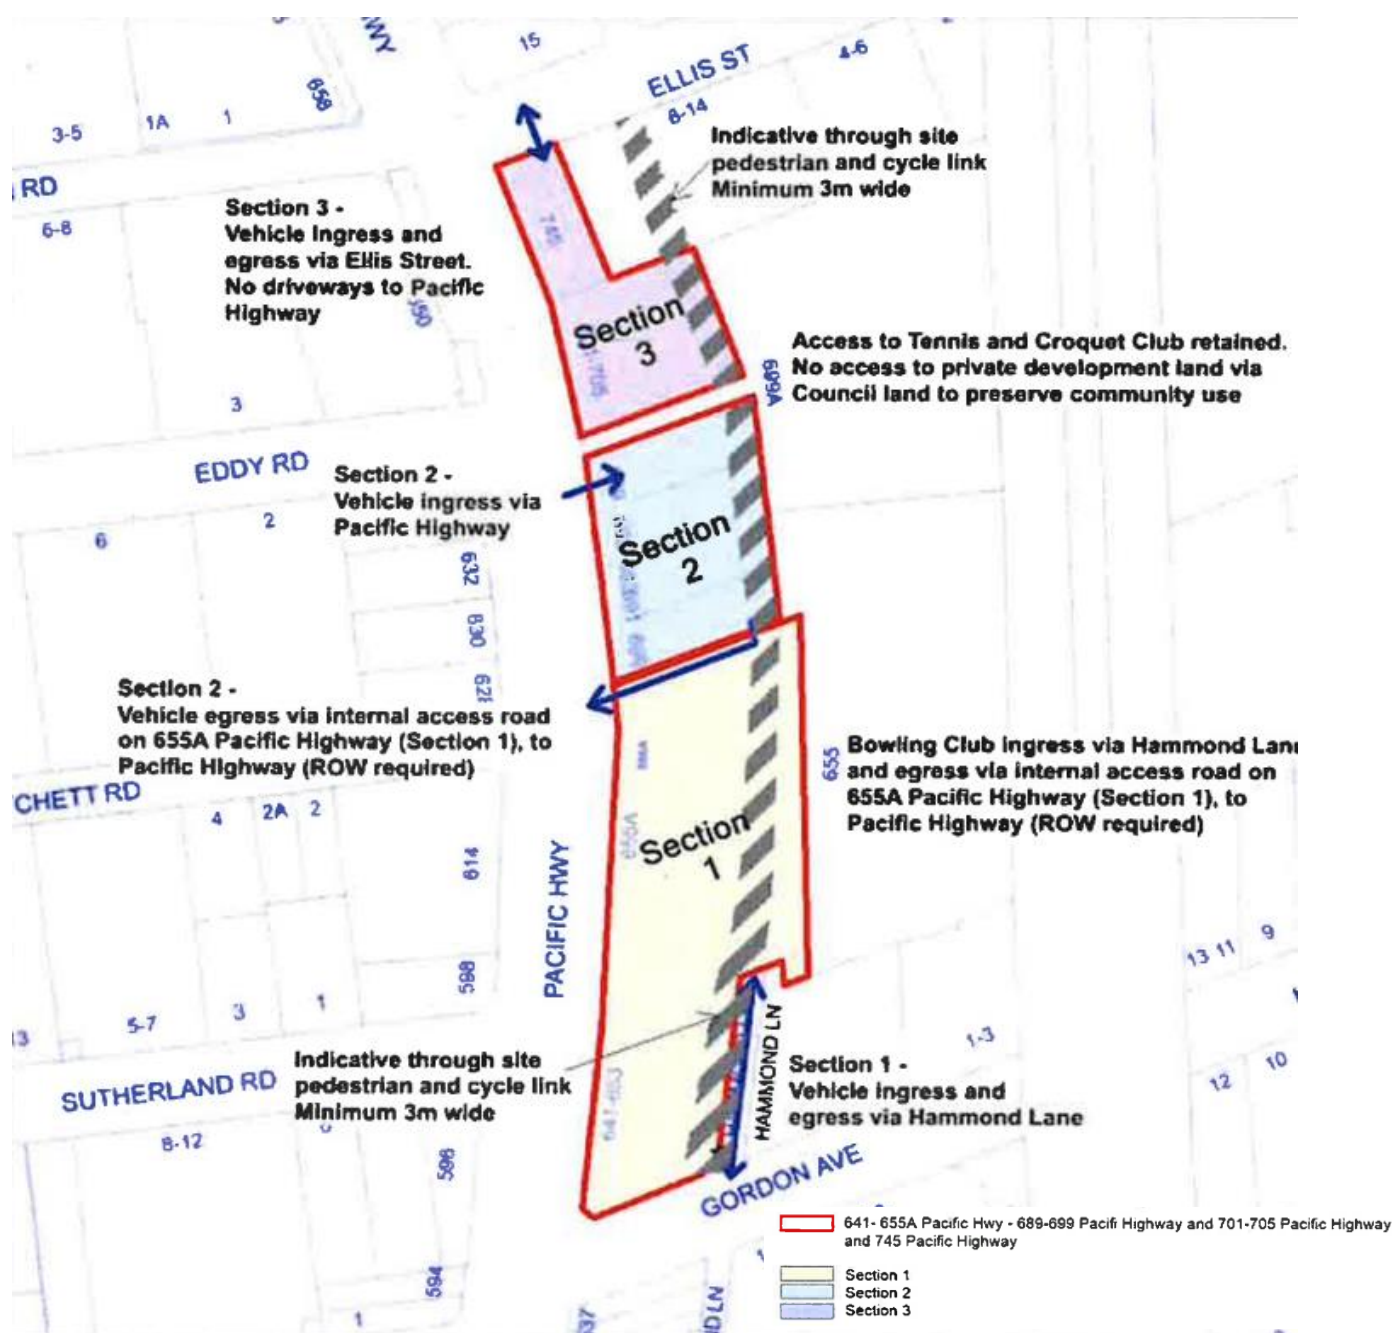 WY
15
ELLIS ST
4-6
8-14
658
3-5
1A
1
RD
6-8
Indicative through site
pedestrian and cycle link
Minimum 3m wide
Section 3 -
Vehicle Ingress and
egress via Ellis Street.
No driveways to Pacific
Highway
745
Section
3
Access to Tennis and Croquet Club retained.
No access to private development land via
Council land to preserve community use
3
EDDY RD
Section 2 -
Vehicle ingress via
Pacific Highway
6
2
632
630
Section
2
Section 2 -
Vehicle egress via internal access road
on 655A Pacific Highway (Section 1), to
Pacific Highway (ROW required)
655
Bowling Club ingress via Hammond Lan
and egress via internal access road on
655A Pacific Highway (Section 1), to
Pacific Highway (ROW required)
CHETT RD
4
2A
2
614
Section
1
PACIFIC HWY
598
5-7
3
1
13 11
9
SUTHERLAND RD
8-12
Indicative through site
pedestrian and cycle link
Minimum 3m wide
HAMMOND LN
1-3
12
10
Section 1 -
Vehicle ingress and
egress via Hammond Lane
GORDON AVE
596
594
1
641- 655A Pacific Hwy - 689-699 Pacifi Highway and 701-705 Pacific Highway
and 745 Pacific Highway
Section 1
Section 2
Section 3